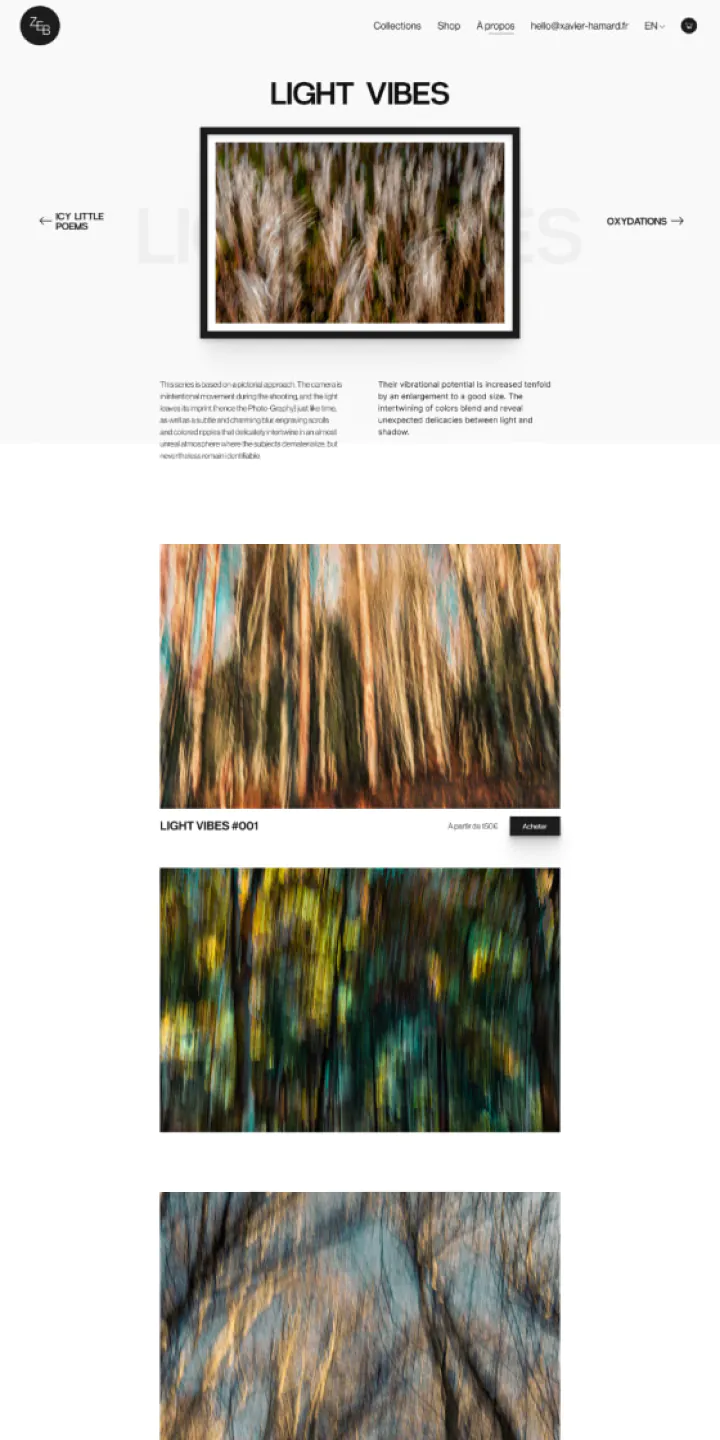 ZEB
Collections Shop À propos hello@xavier-hamard.fr EN
LIGHT VIBES
ICY LITTLE
POEMS
OXYDATIONS
This series is based on a pictorial approach. The camera is
in intentional movement during the shooting, and the light
leaves its imprint (hence the Photo-Graphy) just like time,
as well as a subtle and charming blue engraving scrolls
and colored ripples that delicately intertwine in an almost
unreal atmosphere where the subjects dematerialize, but
nevertheless remain identifiable.
Their vibrational potential is increased tenfold
by an enlargement to a good size. The
intertwining of colors blend and reveal
unexpected delicacies between light and
shadow.
LIGHT VIBES #001
À partir de 150€ Acheter